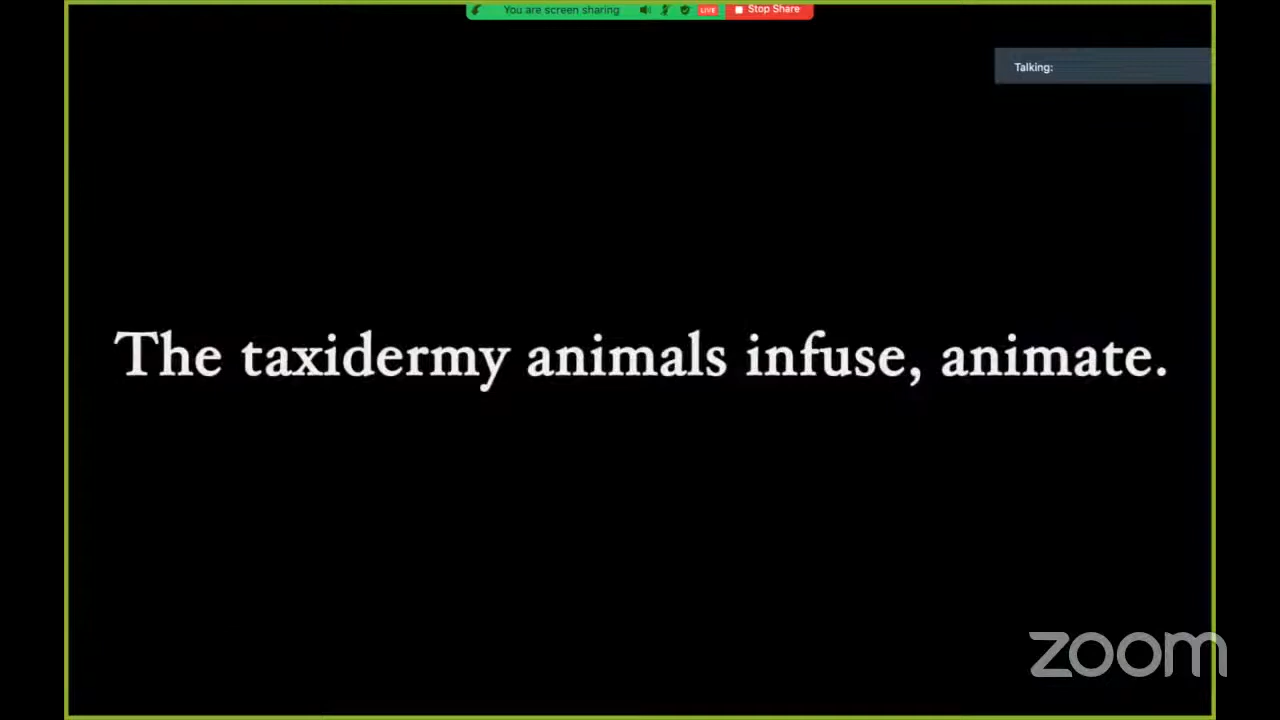 You are screen sharing
LIVE
Stop Share
Talking:
The taxidermy animals infuse, animate.
zoom